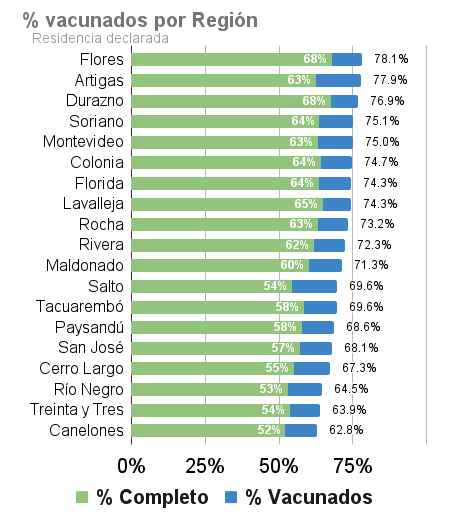 % vacunados por Región
Residencia declarada
Flores 68% 78.1%
Artigas 63% 77.9%
Durazno 68% 76.9%
Soriano 64% 75.1%
Montevideo 63% 75.0%
Colonia 64% 74.7%
Florida 64% 74.3%
Lavalleja 65% 74.3%
Rocha 63% 73.2%
Rivera 62% 72.3%
Maldonado 60% 71.3%
Salto 54% 69.6%
Tacuarembó 58% 69.6%
Paysandú 58% 68.6%
San José 57% 68.1%
Cerro Largo 55% 67.3%
Río Negro 53% 64.5%
Treinta y Tres 54% 63.9%
Canelones 52% 62.8%
0% 25% 50% 75%
% Completo % Vacunados